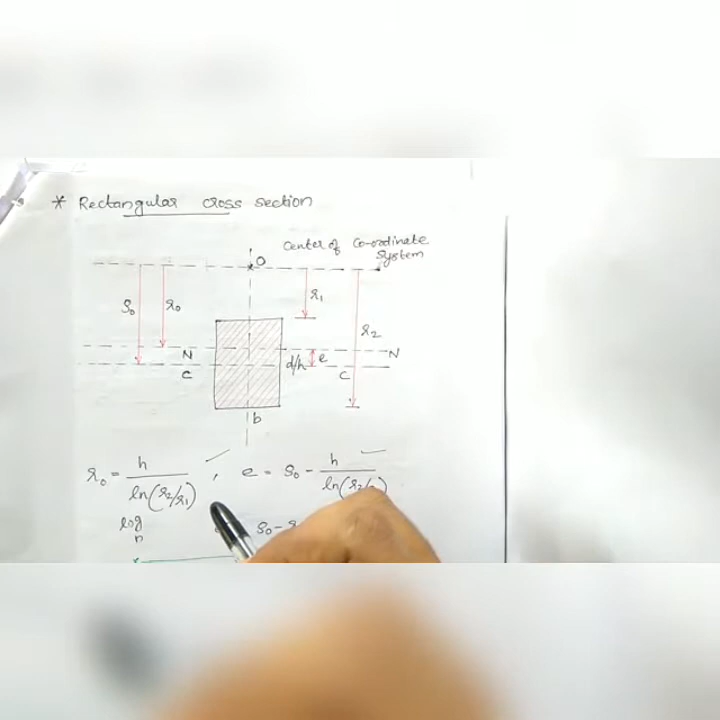 * Rectangular cross section
Center of Co-ordinate
System
O
S₀
r₀
r₁
r₂
N
N
e
d/h
C
C
b
r₀ = h / ln(r₂/r₁) , e = S₀ - h / ln(r₂/
log
n
S₀ -